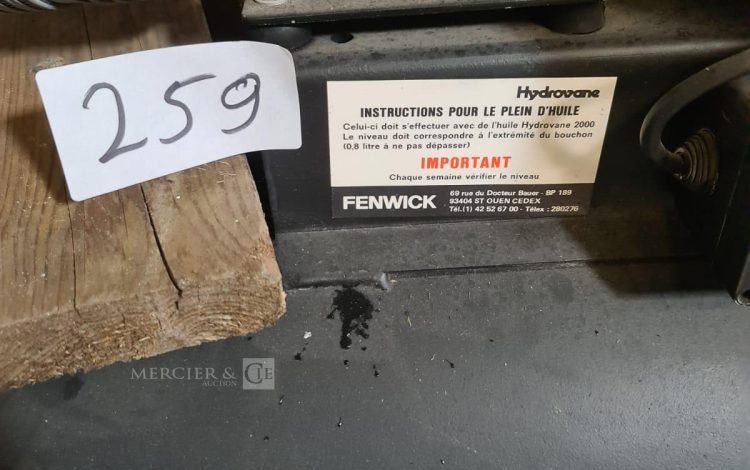 259
Hydrovane
INSTRUCTIONS POUR LE PLEIN D'HUILE
Celui-ci doit s'effectuer avec de l'huile Hydrovane 2000
Le niveau doit correspondre à l'extrémité du bouchon
(0,8 litre à ne pas dépasser)
IMPORTANT
Chaque semaine vérifier le niveau
FENWICK
69 rue du Docteur Bauer - BP 189
93404 ST OUEN CEDEX
Tél.(1) 42 52 67 00 - Télex : 280276
MERCIER & CIE
AUCTION